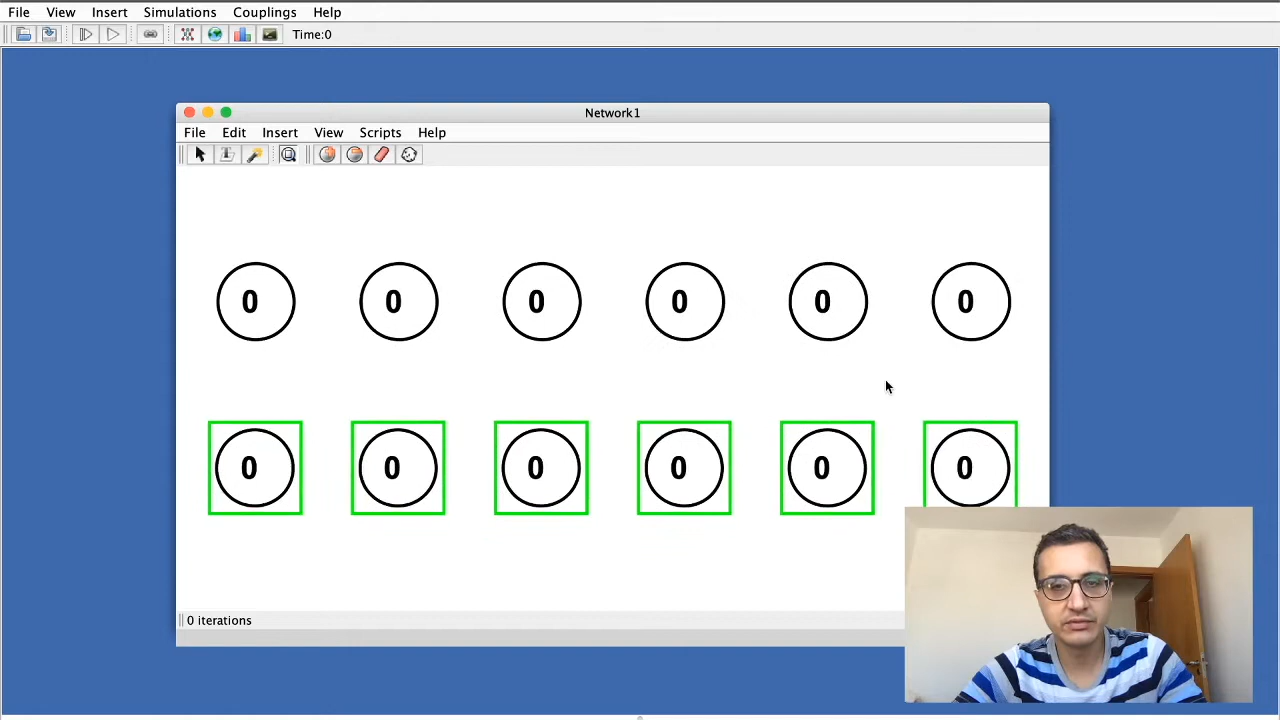 File View Insert Simulations Couplings Help
Time:0
Network1
File Edit Insert View Scripts Help
0 0 0 0 0 0
0 0 0 0 0 0
0 iterations